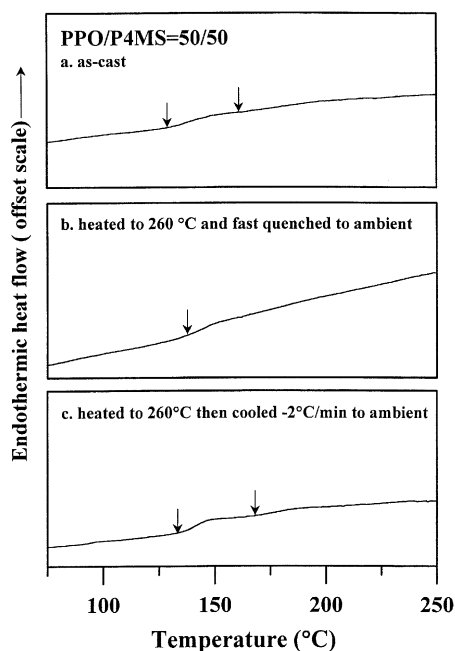 PPO/P4MS=50/50
a. as-cast
b. heated to 260 °C and fast quenched to ambient
c. heated to 260°C then cooled -2°C/min to ambient
Endothermic heat flow ( offset scale)
100 150 200 250
Temperature (°C)